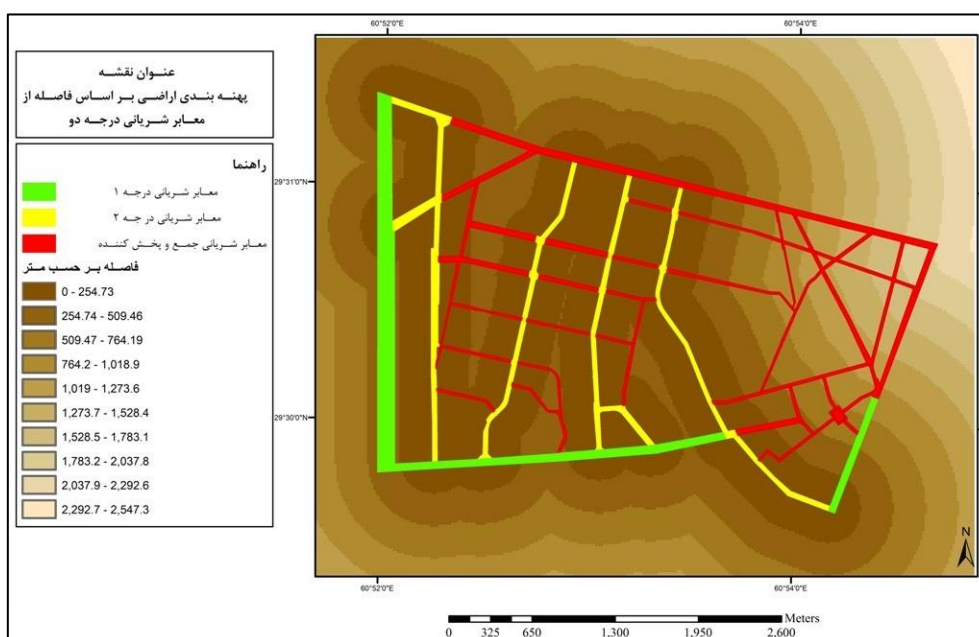 60°52'0"E
60°54'0"E
عنوان نقشه
پهنه بندی اراضی بر اساس فاصله از
معابر شریانی درجه دو
راهنما
معابر شریانی درجه ۱
معابر شریانی درجه ۲
معابر شریانی جمع و پخش کننده
فاصله بر حسب متر
0 - 254.73
254.74 - 509.46
509.47 - 764.19
764.2 - 1,018.9
1,019 - 1,273.6
1,273.7 - 1,528.4
1,528.5 - 1,783.1
1,783.2 - 2,037.8
2,037.9 - 2,292.6
2,292.7 - 2,547.3
29°31'0"N
29°30'0"N
N
60°52'0"E
60°54'0"E
Meters
0 325 650 1,300 1,950 2,600